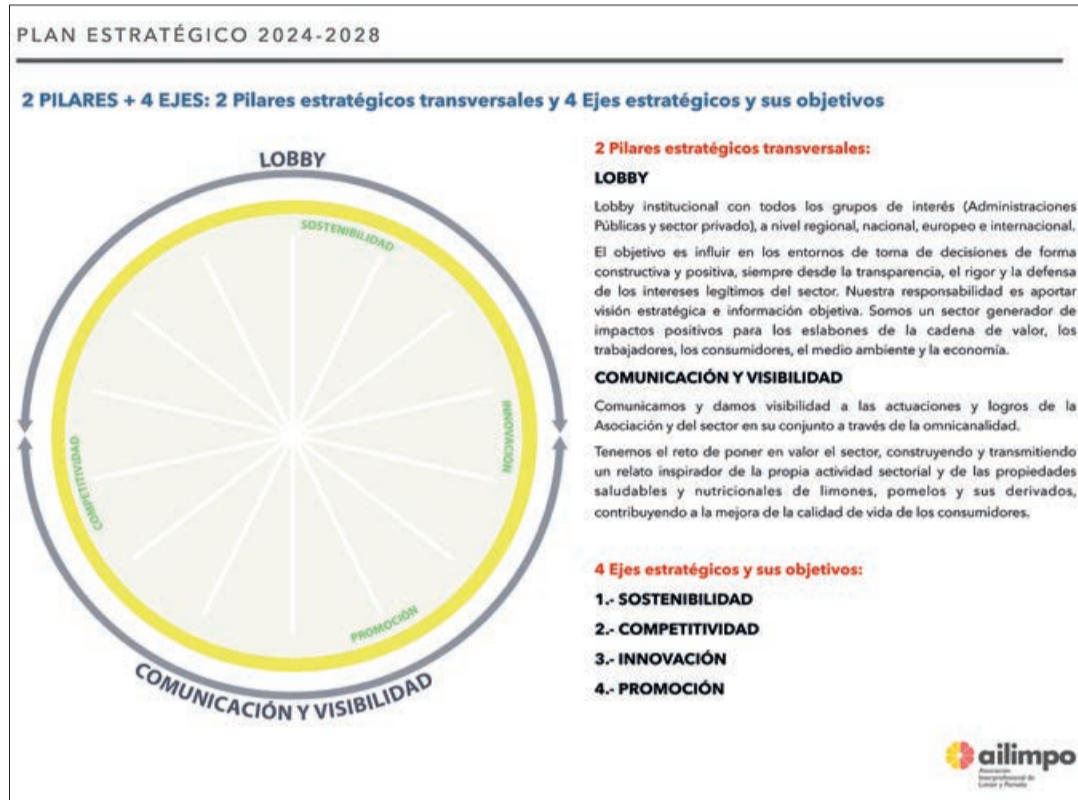 PLAN ESTRATÉGICO 2024-2028
2 PILARES + 4 EJES: 2 Pilares estratégicos transversales y 4 Ejes estratégicos y sus objetivos
LOBBY
SOSTENIBILIDAD
INNOVACIÓN
COMPETITIVIDAD
PROMOCIÓN
COMUNICACIÓN Y VISIBILIDAD
2 Pilares estratégicos transversales:
LOBBY
Lobby institucional con todos los grupos de interés (Administraciones
Públicas y sector privado), a nivel regional, nacional, europeo e internacional.
El objetivo es influir en los entornos de toma de decisiones de forma
constructiva y positiva, siempre desde la transparencia, el rigor y la defensa
de los intereses legítimos del sector. Nuestra responsabilidad es aportar
visión estratégica e información objetiva. Somos un sector generador de
impactos positivos para los eslabones de la cadena de valor, los
trabajadores, los consumidores, el medio ambiente y la economía.
COMUNICACIÓN Y VISIBILIDAD
Comunicamos y damos visibilidad a las actuaciones y logros de la
Asociación y del sector en su conjunto a través de la omnicanalidad.
Tenemos el reto de poner en valor el sector, construyendo y transmitiendo
un relato inspirador de la propia actividad sectorial y de las propiedades
saludables y nutricionales de limones, pomelos y sus derivados,
contribuyendo a la mejora de la calidad de vida de los consumidores.
4 Ejes estratégicos y sus objetivos:
1.- SOSTENIBILIDAD
2.- COMPETITIVIDAD
3.- INNOVACIÓN
4.- PROMOCIÓN
ailimpo
Asociación
Interprofesional de
Limón y Pomelo